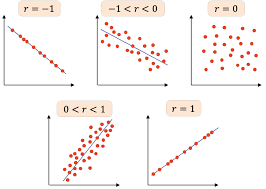 r = −1
−1 < r < 0
r = 0
0 < r < 1
r = 1